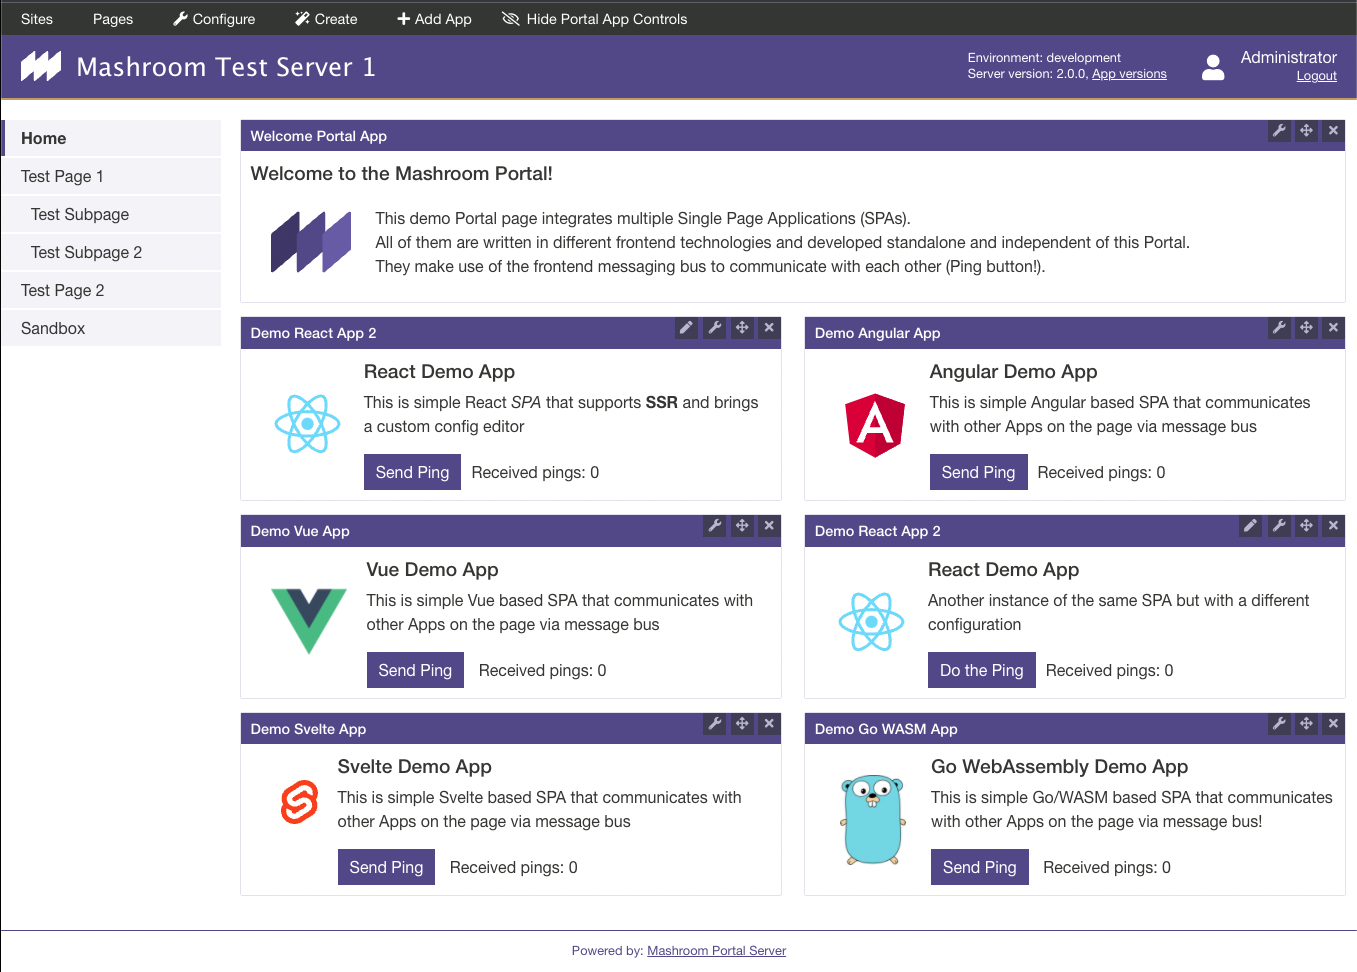 Sites Pages Configure Create Add App Hide Portal App Controls
Mashroom Test Server 1
Environment: development
Server version: 2.0.0, App versions
Administrator
Logout
Home
Test Page 1
Test Subpage
Test Subpage 2
Test Page 2
Sandbox
Welcome Portal App
Welcome to the Mashroom Portal!
This demo Portal page integrates multiple Single Page Applications (SPAs).
All of them are written in different frontend technologies and developed standalone and independent of this Portal.
They make use of the frontend messaging bus to communicate with each other (Ping button!).
Demo React App 2
React Demo App
This is simple React SPA that supports SSR and brings
a custom config editor
Send Ping Received pings: 0
Demo Angular App
Angular Demo App
This is simple Angular based SPA that communicates
with other Apps on the page via message bus
Send Ping Received pings: 0
Demo Vue App
Vue Demo App
This is simple Vue based SPA that communicates with
other Apps on the page via message bus
Send Ping Received pings: 0
Demo React App 2
React Demo App
Another instance of the same SPA but with a different
configuration
Do the Ping Received pings: 0
Demo Svelte App
Svelte Demo App
This is simple Svelte based SPA that communicates with
other Apps on the page via message bus
Send Ping Received pings: 0
Demo Go WASM App
Go WebAssembly Demo App
This is simple Go/WASM based SPA that communicates
with other Apps on the page via message bus!
Send Ping Received pings: 0
Powered by: Mashroom Portal Server